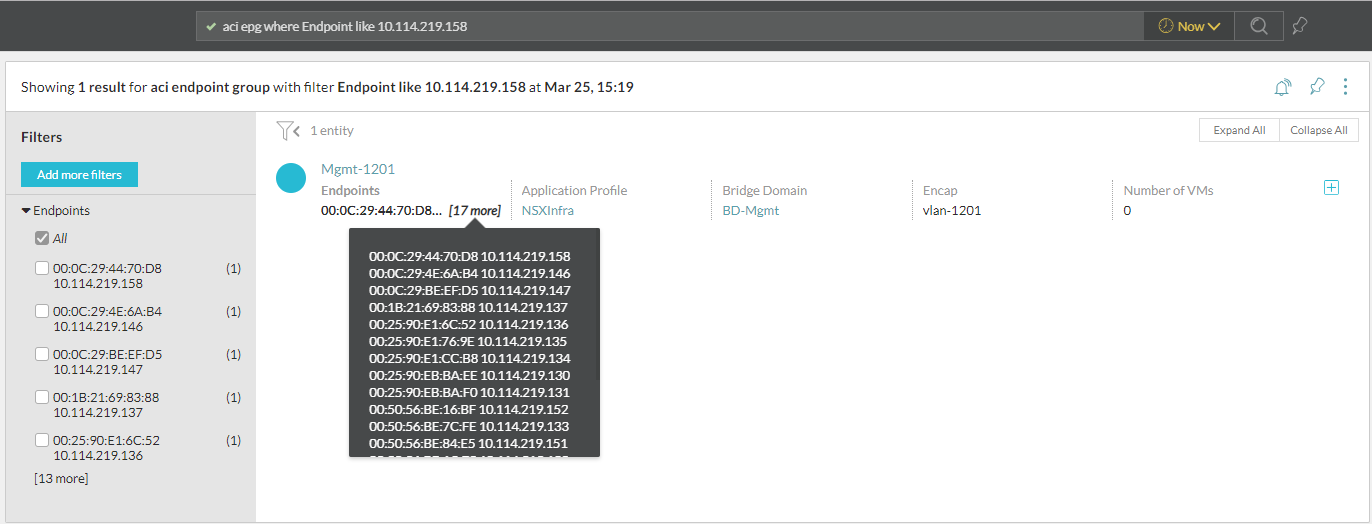 aci epg where Endpoint like 10.114.219.158
Now
Showing 1 result for aci endpoint group with filter Endpoint like 10.114.219.158 at Mar 25, 15:19
Filters
Add more filters
Endpoints
All
00:0C:29:44:70:D8 (1)
10.114.219.158
00:0C:29:4E:6A:B4 (1)
10.114.219.146
00:0C:29:BE:EF:D5 (1)
10.114.219.147
00:1B:21:69:83:88 (1)
10.114.219.137
00:25:90:E1:6C:52 (1)
10.114.219.136
[13 more]
1 entity
Expand All
Collapse All
Mgmt-1201
Endpoints
00:0C:29:44:70:D8... [17 more]
Application Profile
NSXInfra
Bridge Domain
BD-Mgmt
Encap
vlan-1201
Number of VMs
0
00:0C:29:44:70:D8 10.114.219.158
00:0C:29:4E:6A:B4 10.114.219.146
00:0C:29:BE:EF:D5 10.114.219.147
00:1B:21:69:83:88 10.114.219.137
00:25:90:E1:6C:52 10.114.219.136
00:25:90:E1:76:9E 10.114.219.135
00:25:90:E1:CC:B8 10.114.219.134
00:25:90:EB:BA:EE 10.114.219.130
00:25:90:EB:BA:F0 10.114.219.131
00:50:56:BE:16:BF 10.114.219.152
00:50:56:BE:7C:FE 10.114.219.133
00:50:56:BE:84:E5 10.114.219.151